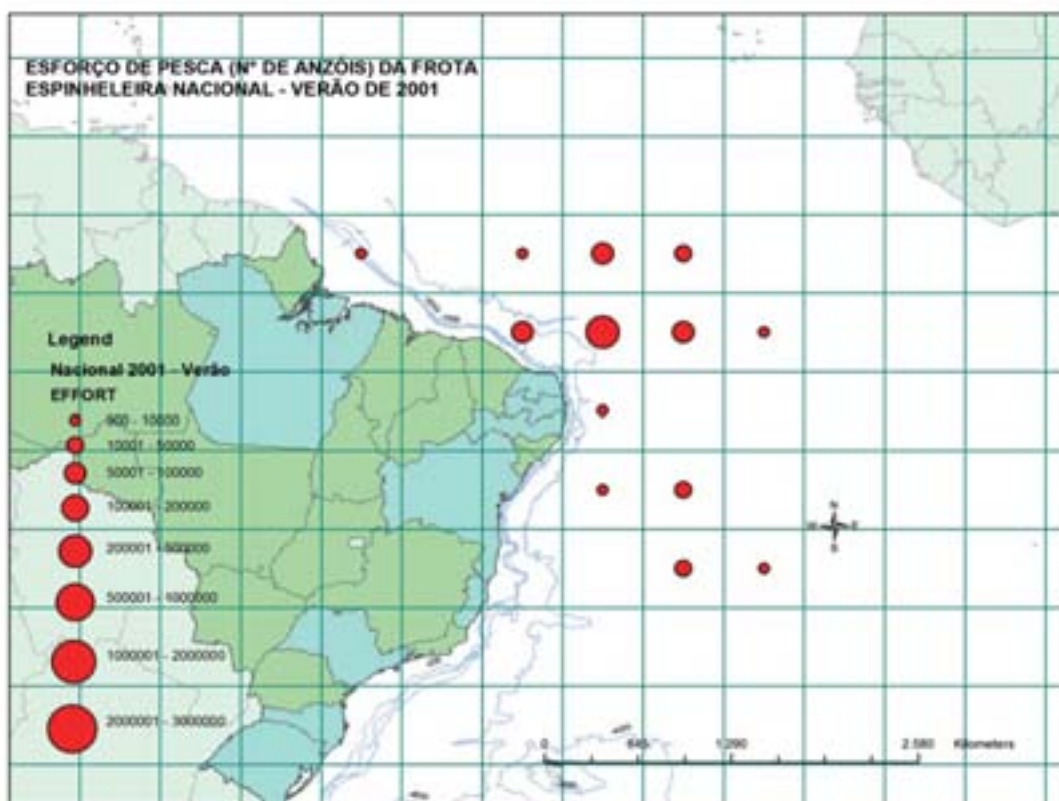 ESFORÇO DE PESCA (N° DE ANZÓIS) DA FROTA
ESPINHELEIRA NACIONAL - VERÃO DE 2001
Legend
Nacional 2001 - Verão
EFFORT
900 - 10000
10001 - 50000
50001 - 100000
100001 - 200000
200001 - 500000
500001 - 1000000
1000001 - 2000000
2000001 - 3000000
N
W E
S
0 645 1.290 2.580 Kilometers